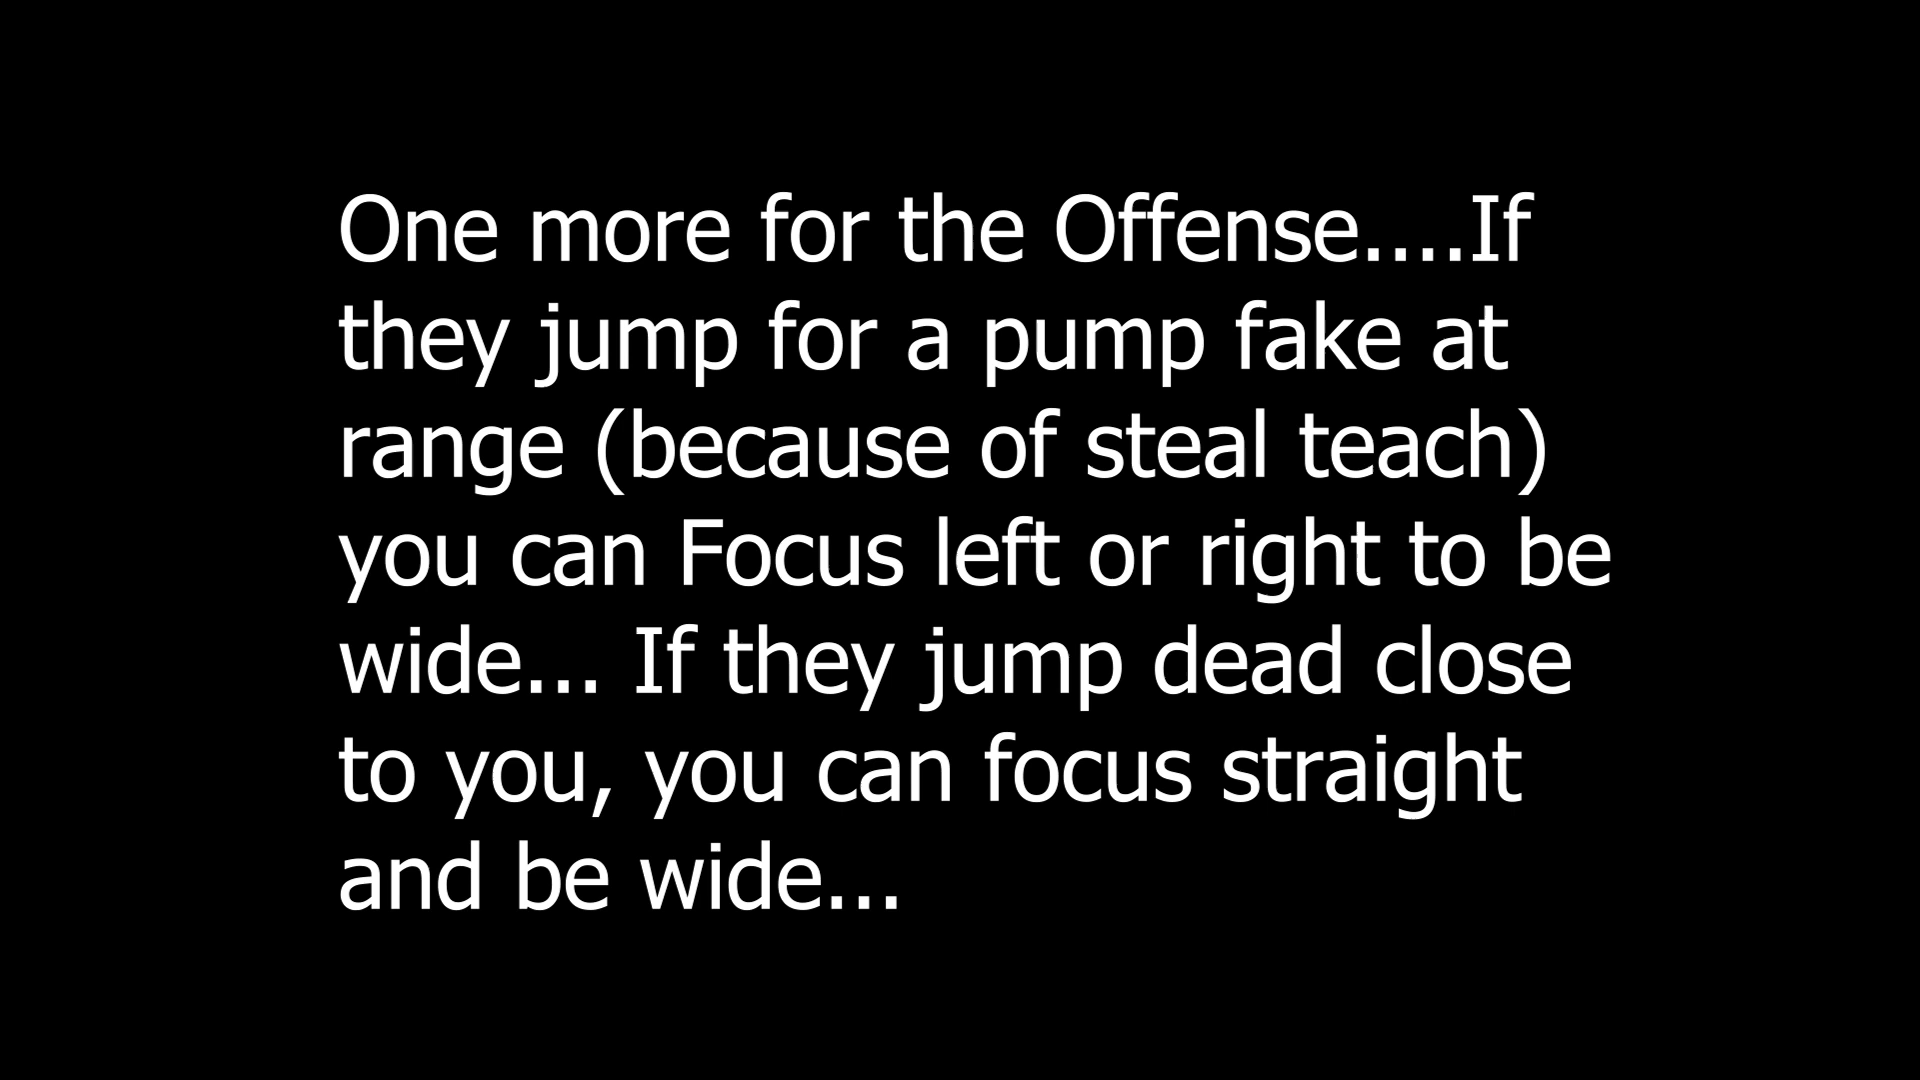 One more for the Offense....If
they jump for a pump fake at
range (because of steal teach)
you can Focus left or right to be
wide... If they jump dead close
to you, you can focus straight
and be wide...